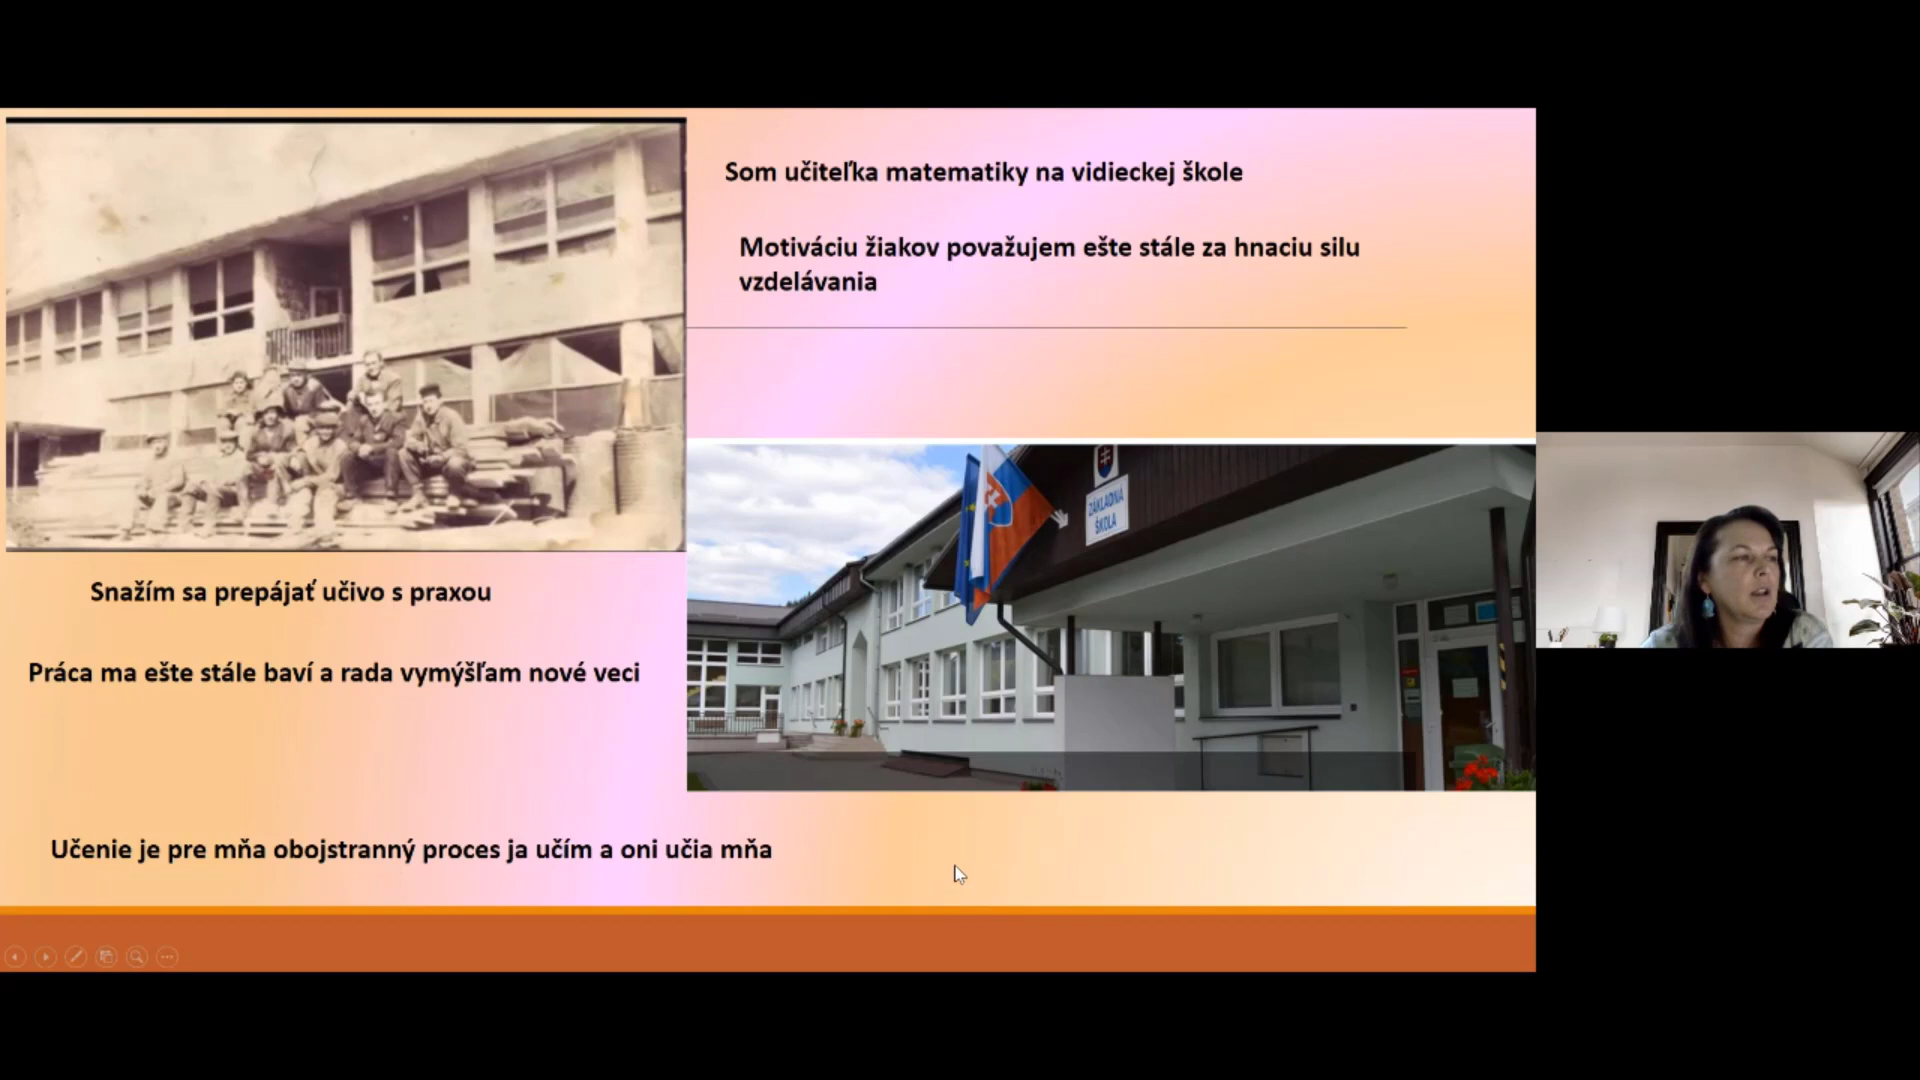 Som učiteľka matematiky na vidieckej škole
Motiváciu žiakov považujem ešte stále za hnaciu silu
vzdelávania
ZÁKLADNÁ
ŠKOLA
Snažím sa prepájať učivo s praxou
Práca ma ešte stále baví a rada vymýšľam nové veci
Učenie je pre mňa obojstranný proces ja učím a oni učia mňa